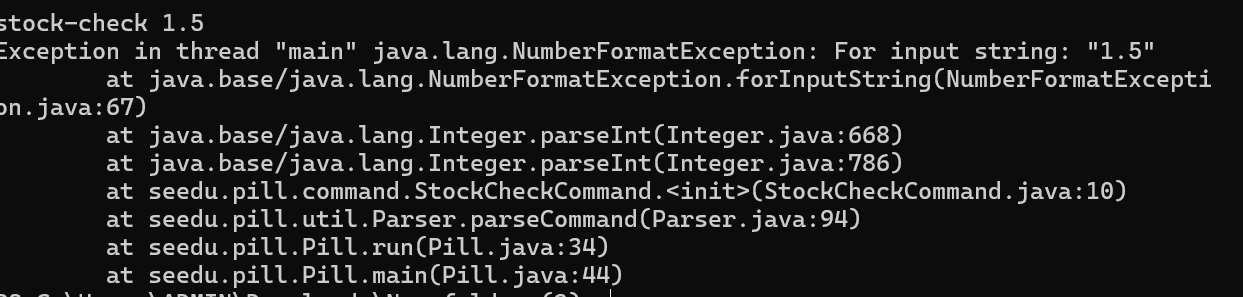 stock-check 1.5
Exception in thread "main" java.lang.NumberFormatException: For input string: "1.5"
        at java.base/java.lang.NumberFormatException.forInputString(NumberFormatExcepti
on.java:67)
        at java.base/java.lang.Integer.parseInt(Integer.java:668)
        at java.base/java.lang.Integer.parseInt(Integer.java:786)
        at seedu.pill.command.StockCheckCommand.<init>(StockCheckCommand.java:10)
        at seedu.pill.util.Parser.parseCommand(Parser.java:94)
        at seedu.pill.Pill.run(Pill.java:34)
        at seedu.pill.Pill.main(Pill.java:44)